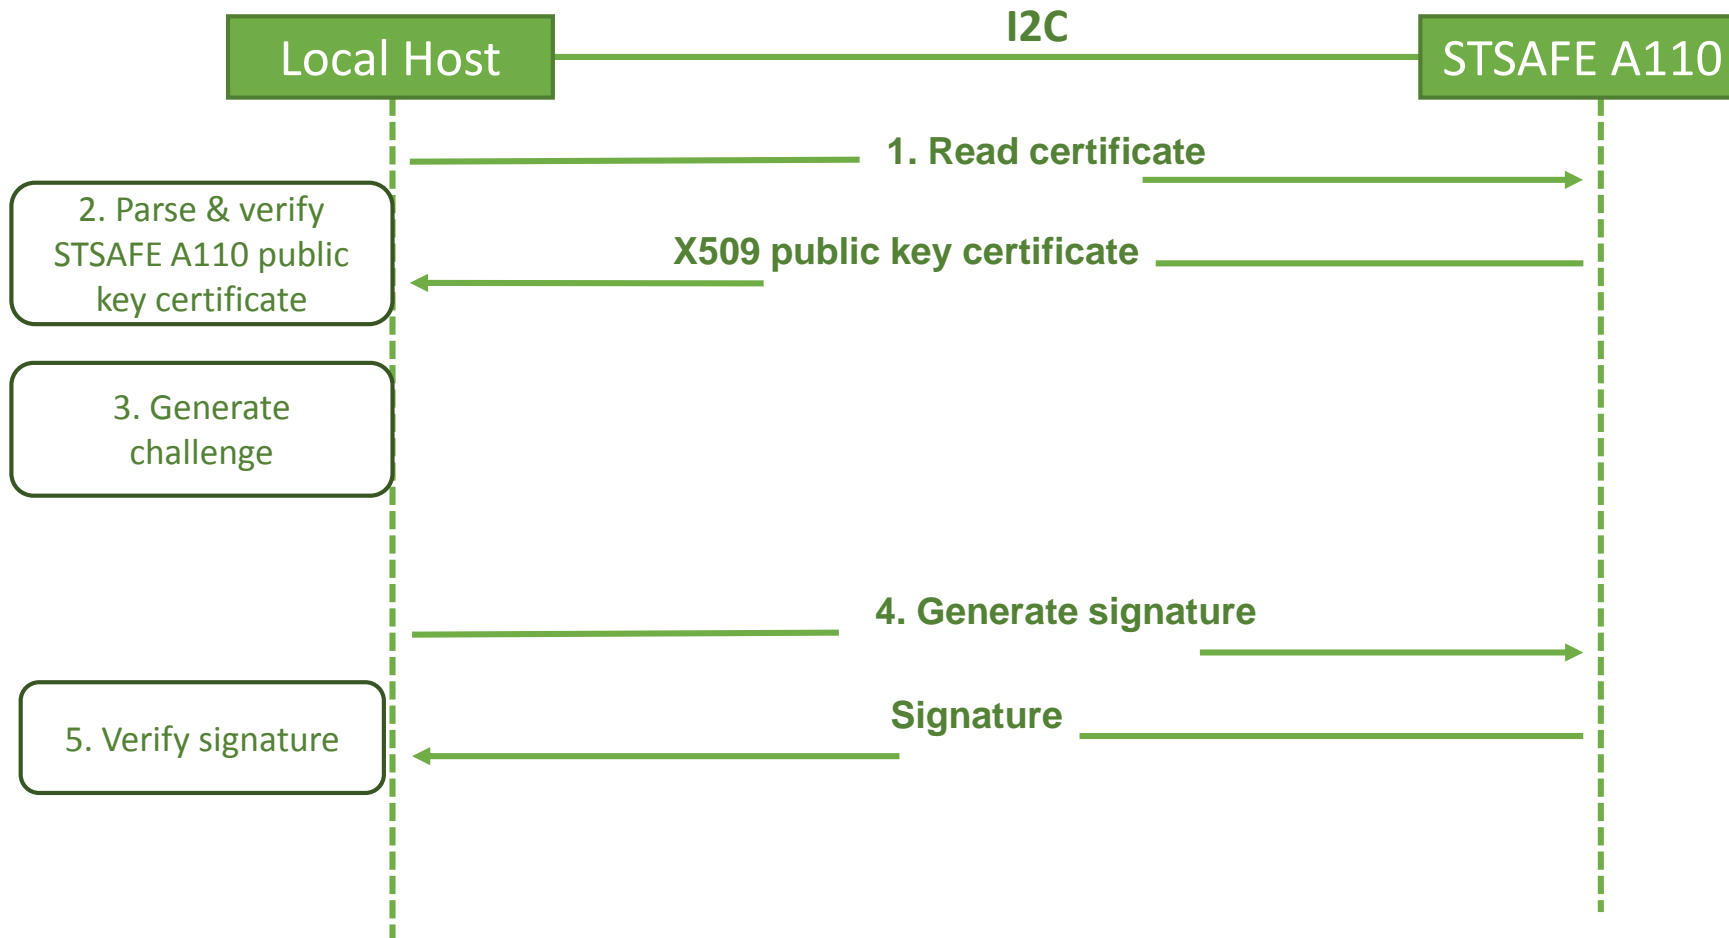 Local Host
I2C
STSAFE A110
1. Read certificate
2. Parse & verify
STSAFE A110 public
key certificate
X509 public key certificate
3. Generate
challenge
4. Generate signature
Signature
5. Verify signature